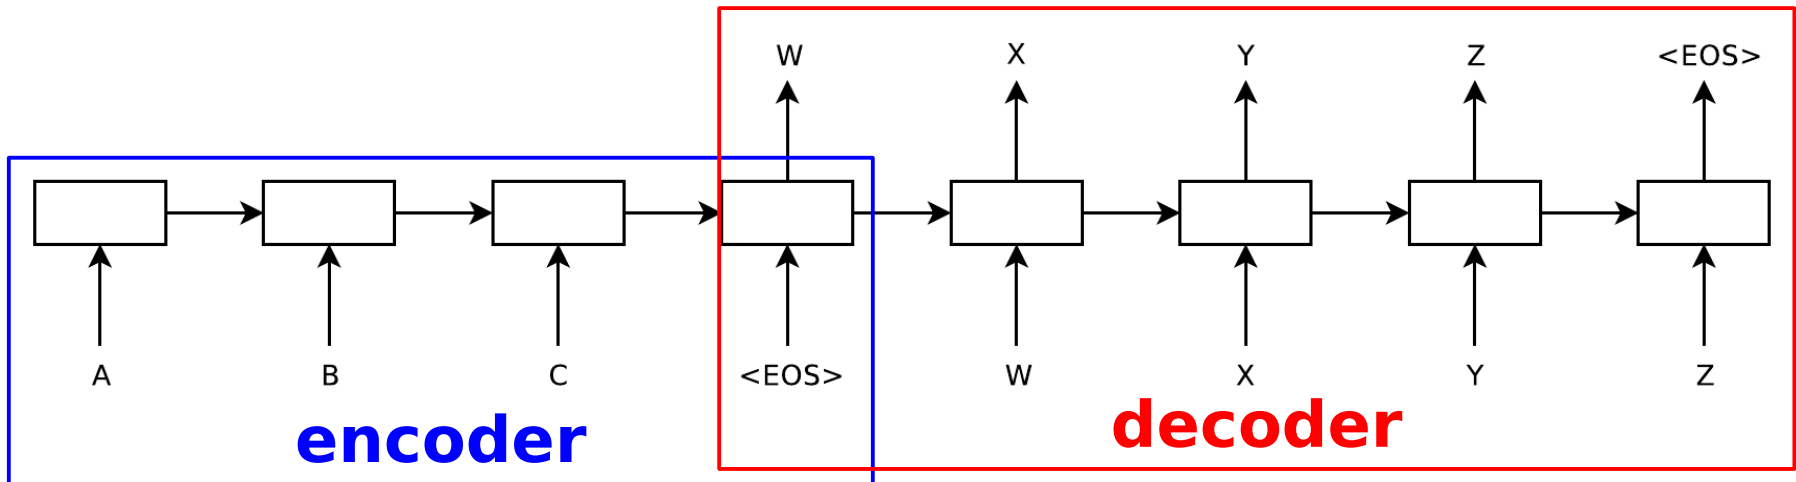 W X Y Z <EOS>
A B C <EOS> W X Y Z
encoder decoder